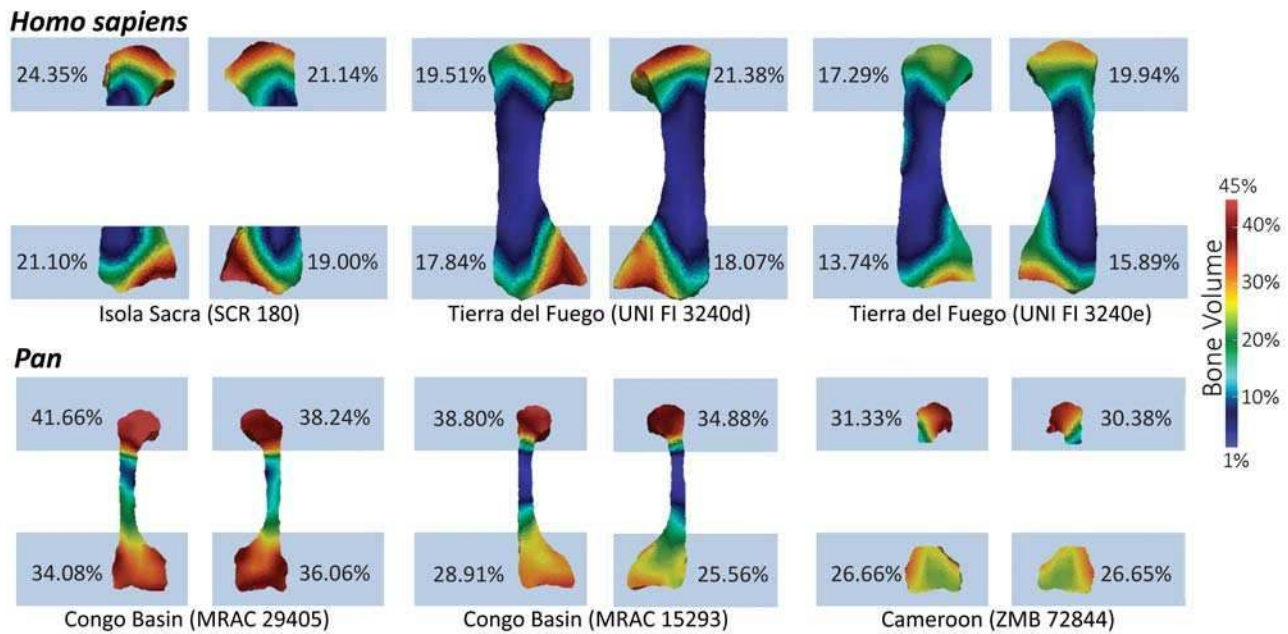 Homo sapiens
24.35% 21.14% 19.51% 21.38% 17.29% 19.94%
21.10% 19.00% 17.84% 18.07% 13.74% 15.89%
Isola Sacra (SCR 180) Tierra del Fuego (UNI FI 3240d) Tierra del Fuego (UNI FI 3240e)
Pan
41.66% 38.24% 38.80% 34.88% 31.33% 30.38%
34.08% 36.06% 28.91% 25.56% 26.66% 26.65%
Congo Basin (MRAC 29405) Congo Basin (MRAC 15293) Cameroon (ZMB 72844)
45%
40%
30%
20%
10%
1%
Bone Volume